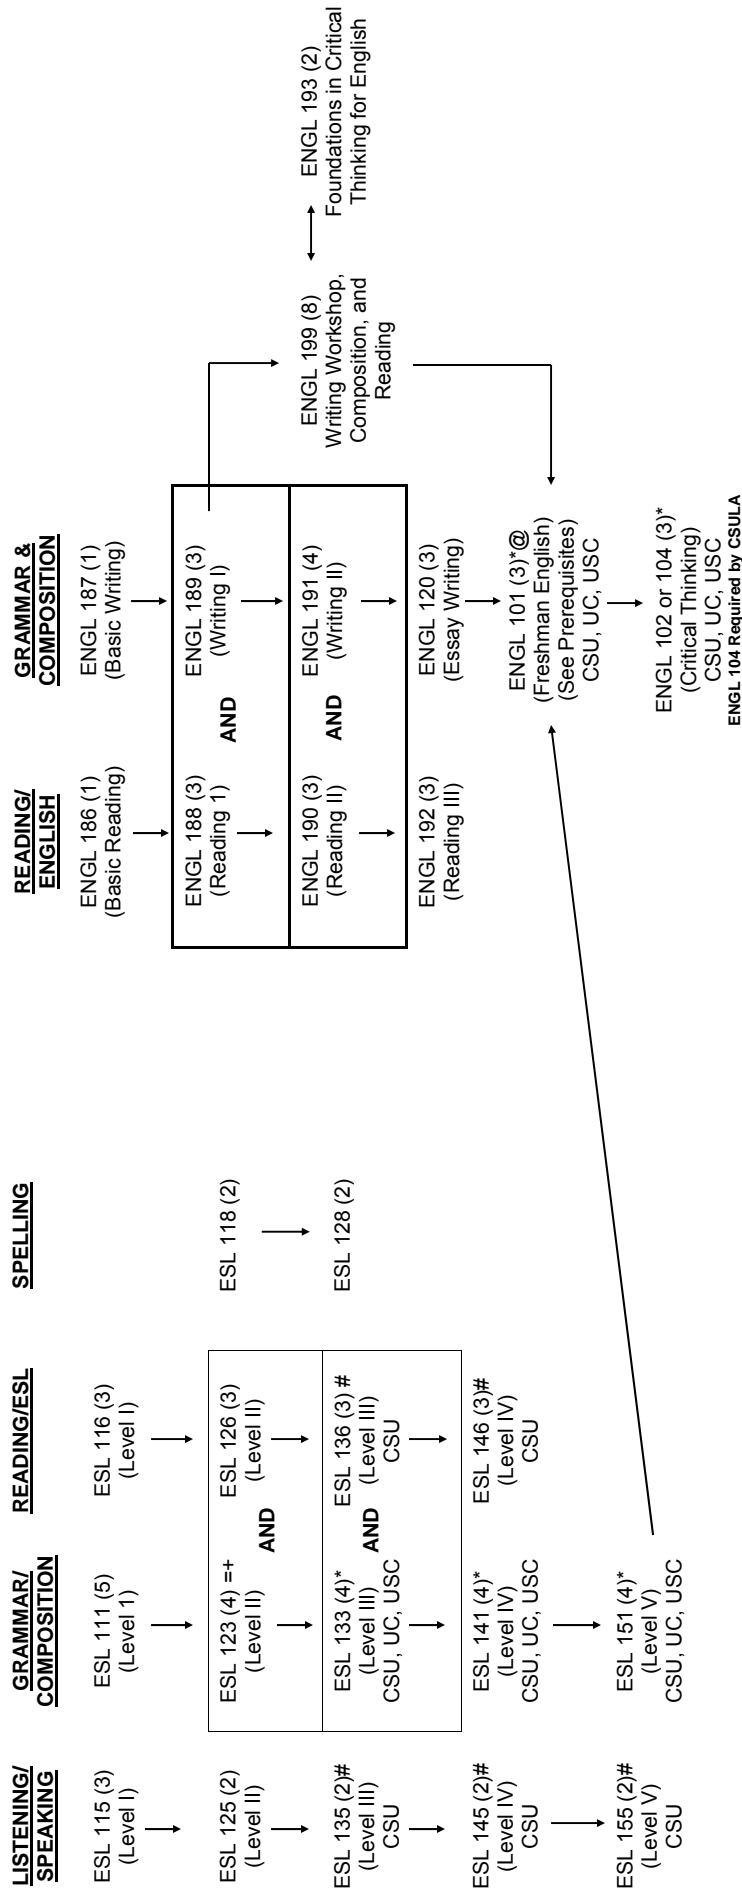 LISTENING/
SPEAKING
ESL 115 (3)
(Level I)
ESL 125 (2)
(Level II)
ESL 135 (2)#
(Level III)
CSU
ESL 145 (2)#
(Level IV)
CSU
ESL 155 (2)#
(Level V)
CSU
GRAMMAR/
COMPOSITION
ESL 111 (5)
(Level 1)
ESL 123 (4) =+
(Level II)
AND
ESL 133 (4)*
(Level III)
CSU, UC, USC
AND
ESL 141 (4)*
(Level IV)
CSU, UC, USC
ESL 151 (4)*
(Level V)
CSU, UC, USC
READING/ESL
ESL 116 (3)
(Level I)
ESL 126 (3)
(Level II)
ESL 136 (3) #
(Level III)
CSU
ESL 146 (3)#
(Level IV)
CSU
SPELLING
ESL 118 (2)
ESL 128 (2)
READING/
ENGLISH
ENGL 186 (1)
(Basic Reading)
ENGL 188 (3)
(Reading 1)
AND
ENGL 190 (3)
(Reading II)
AND
ENGL 192 (3)
(Reading III)
GRAMMAR &
COMPOSITION
ENGL 187 (1)
(Basic Writing)
ENGL 189 (3)
(Writing I)
ENGL 191 (4)
(Writing II)
ENGL 120 (3)
(Essay Writing)
ENGL 101 (3)*@
(Freshman English)
(See Prerequisites)
CSU, UC, USC
ENGL 102 or 104 (3)*
(Critical Thinking)
CSU, UC, USC
ENGL 104 Required by CSULA
ENGL 199 (8)
Writing Workshop,
Composition, and
Reading
ENGL 193 (2)
Foundations in Critical
Thinking for English